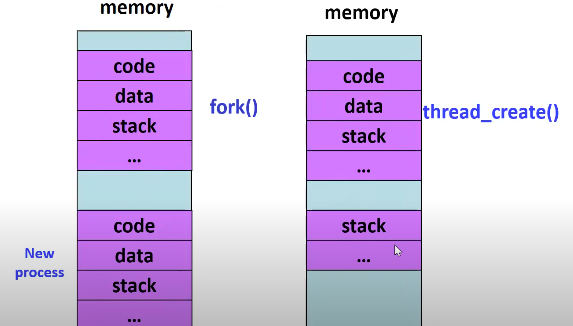 memory
code
data
stack
...
fork()
code
data
stack
...
New
process
memory
code
data
stack
...
thread_create()
stack
...